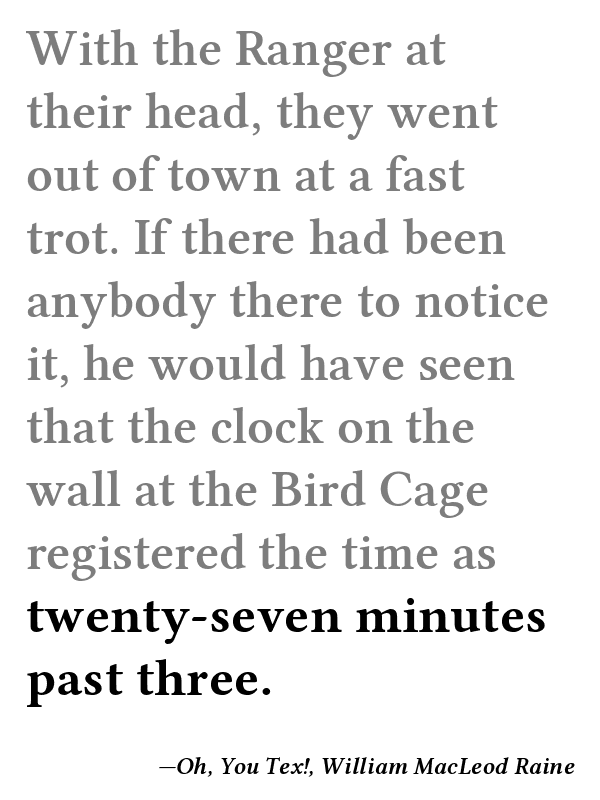 With the Ranger at
their head, they went
out of town at a fast
trot. If there had been
anybody there to notice
it, he would have seen
that the clock on the
wall at the Bird Cage
registered the time as
twenty-seven minutes
past three.
—Oh, You Tex!, William MacLeod Raine